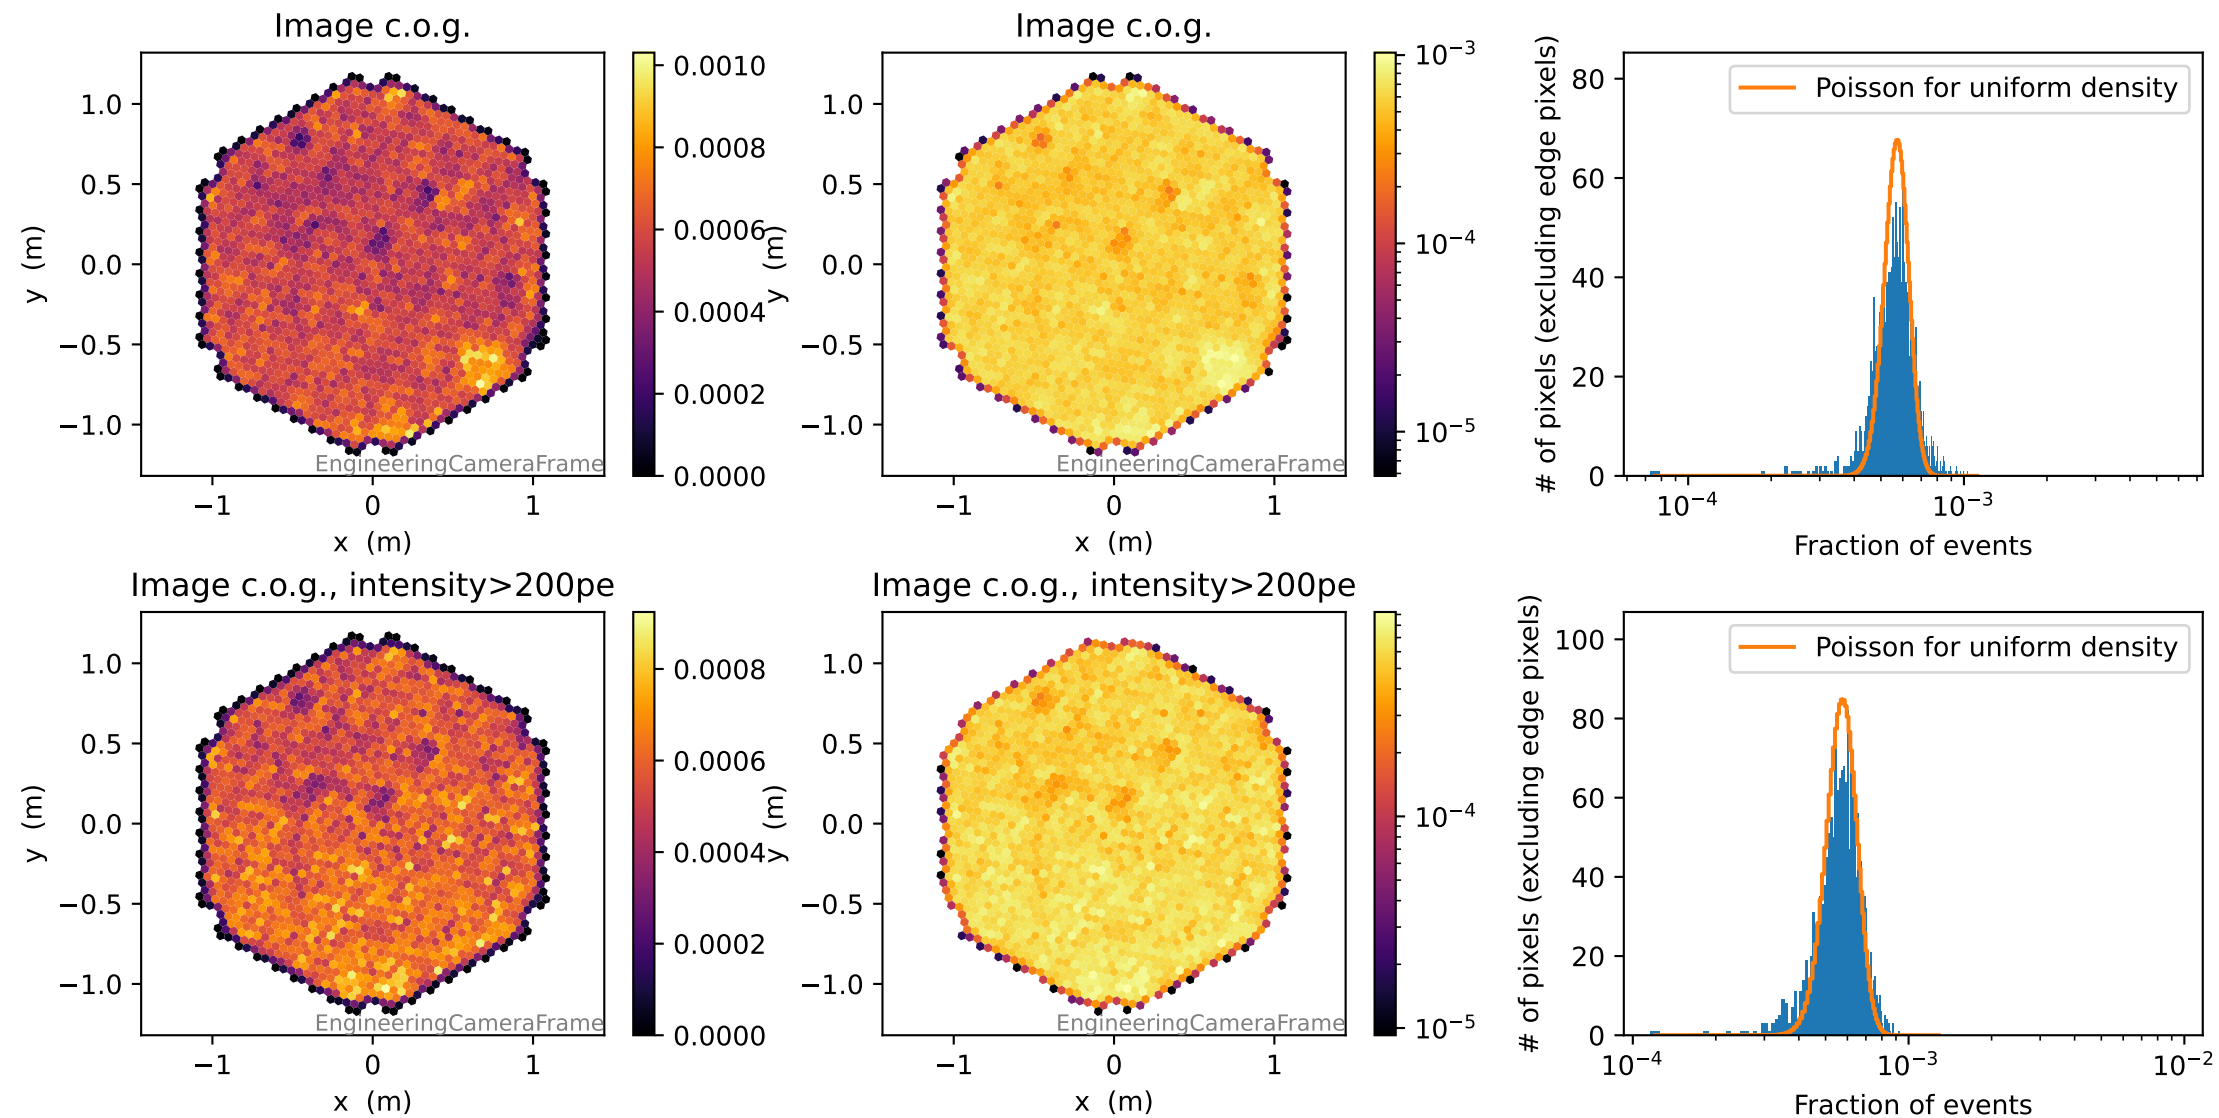 Image c.o.g.
1.0
0.5
0.0
−0.5
−1.0
y (m)
−1 0 1
x (m)
EngineeringCameraFrame
0.0010
0.0008
0.0006
0.0004
0.0002
0.0000
Image c.o.g.
1.0
0.5
0.0
−0.5
−1.0
y (m)
−1 0 1
x (m)
EngineeringCameraFrame
10⁻³
10⁻⁴
10⁻⁵
Poisson for uniform density
80
60
40
20
0
# of pixels (excluding edge pixels)
10⁻⁴ 10⁻³
Fraction of events
Image c.o.g., intensity>200pe
1.0
0.5
0.0
−0.5
−1.0
y (m)
−1 0 1
x (m)
EngineeringCameraFrame
0.0008
0.0006
0.0004
0.0002
0.0000
Image c.o.g., intensity>200pe
1.0
0.5
0.0
−0.5
−1.0
y (m)
−1 0 1
x (m)
EngineeringCameraFrame
10⁻⁴
10⁻⁵
Poisson for uniform density
100
80
60
40
20
0
# of pixels (excluding edge pixels)
10⁻⁴ 10⁻³ 10⁻²
Fraction of events